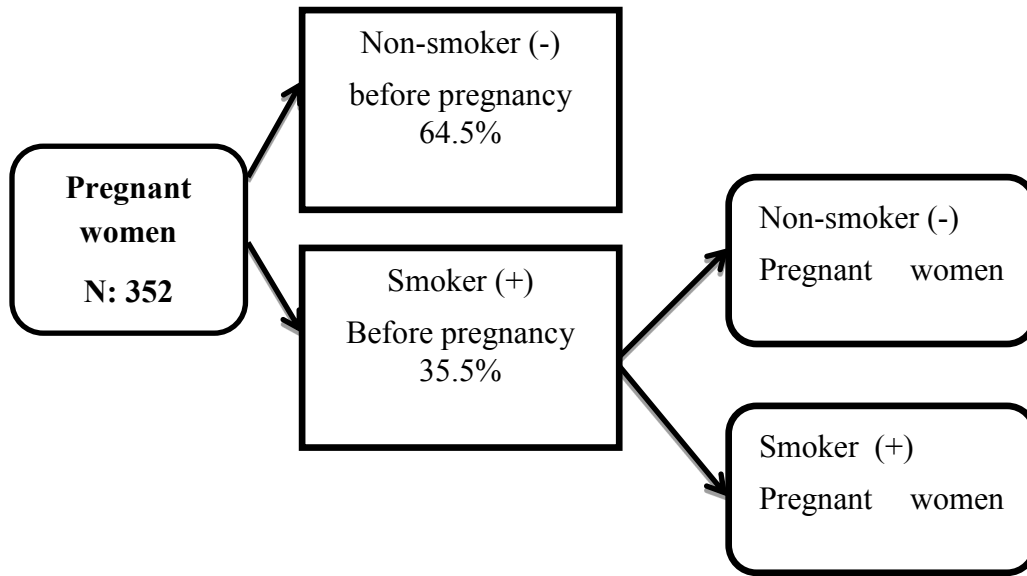 Non-smoker (-)
before pregnancy
64.5%
Pregnant
women
N: 352
Smoker (+)
Before pregnancy
35.5%
Non-smoker (-)
Pregnant women
Smoker (+)
Pregnant women